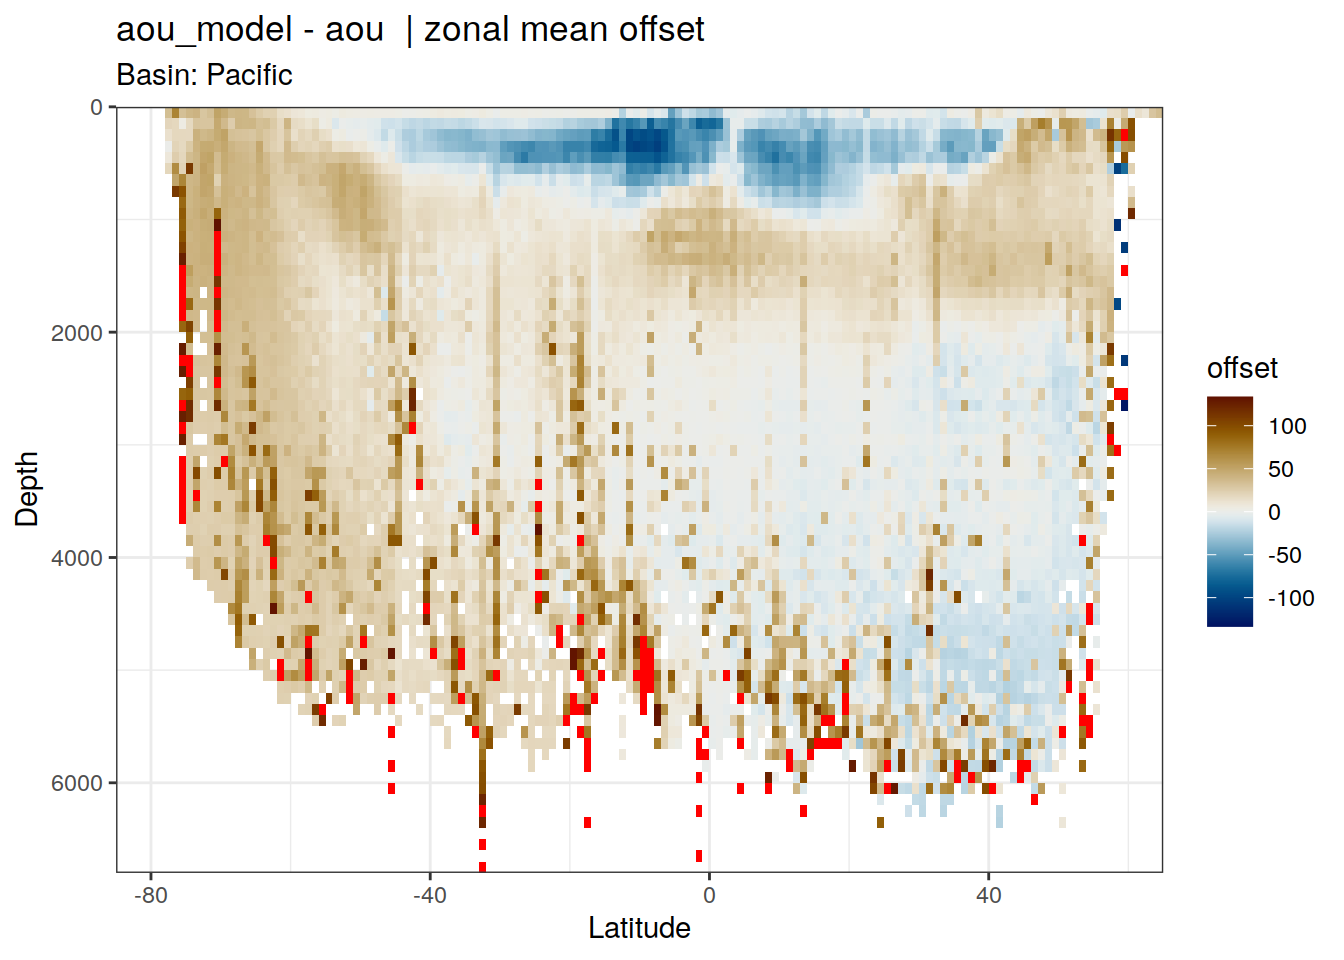 aou_model - aou  | zonal mean offset
Basin: Pacific
0
2000
4000
6000
Depth
-80
-40
0
40
Latitude
offset
100
50
0
-50
-100